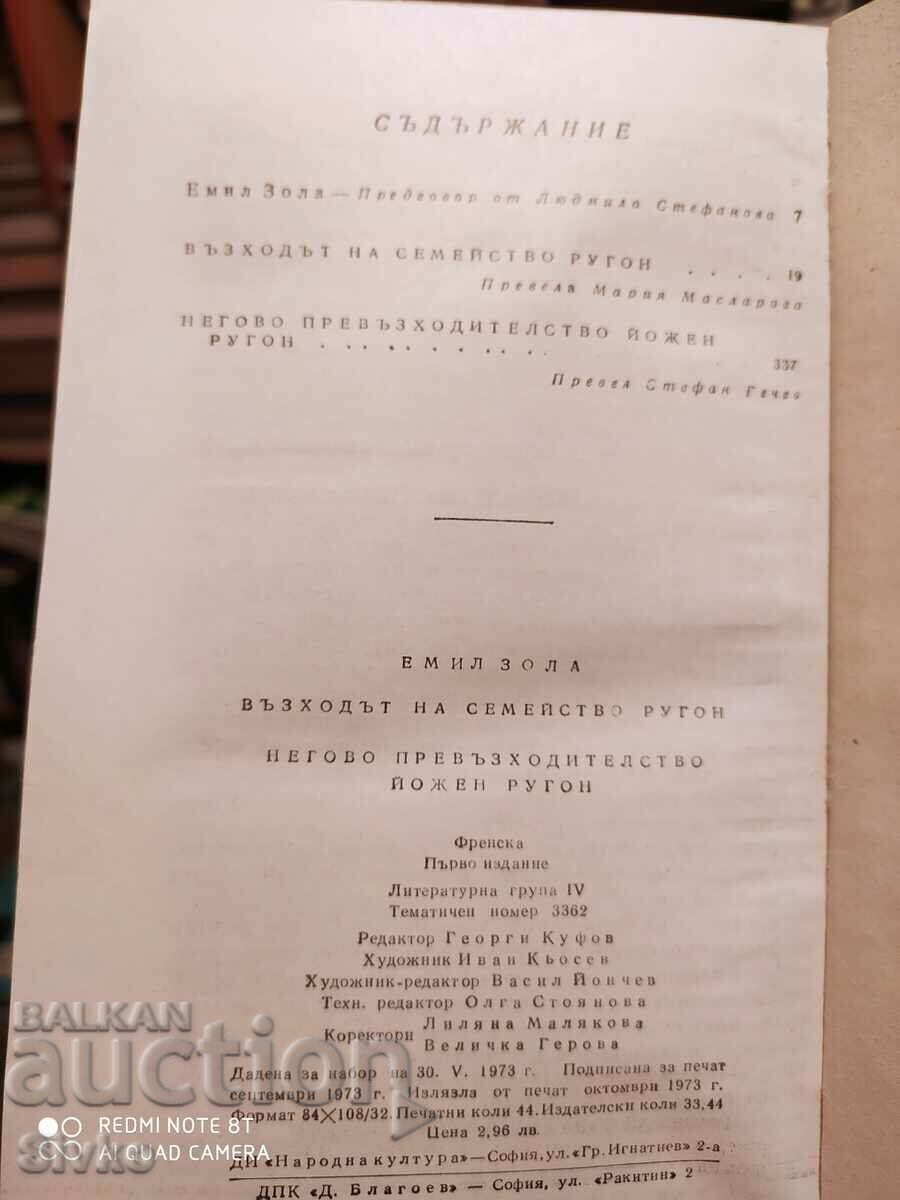 СЪДЪРЖАНИЕ
Емил Зола — Предговор от Людмила Стефанова 7
ВЪЗХОДЪТ НА СЕМЕЙСТВО РУГОН . . . . 19
Превела Мария Масларова
НЕГОВО ПРЕВЪЗХОДИТЕЛСТВО ЙОЖЕН
РУГОН . . . . . . . . . 337
Превел Стефан Гечев
ЕМИЛ ЗОЛА
ВЪЗХОДЪТ НА СЕМЕЙСТВО РУГОН
НЕГОВО ПРЕВЪЗХОДИТЕЛСТВО
ЙОЖЕН РУГОН
Френска
Първо издание
Литературна група IV
Тематичен номер 3362
Редактор Георги Куфов
Художник Иван Кьосев
Художник-редактор Васил Йончев
Техн. редактор Олга Стоянова
Коректори Лиляна Малякова
Величка Герова
Дадена за набор на 30. V. 1973 г. Подписана за печат
септември 1973 г. Излязла от печат октомври 1973 г.
Формат 84×108/32. Печатни коли 44. Издателски коли 33,44
Цена 2,96 лв.
ДИ «Народна култура» — София, ул. «Гр. Игнатиев» 2-а
ДПК «Д. Благоев» — София, ул. «Ракитин» 2
BALKAN
auction
REDMI NOTE 8T
AI QUAD CAMERA
Sivko